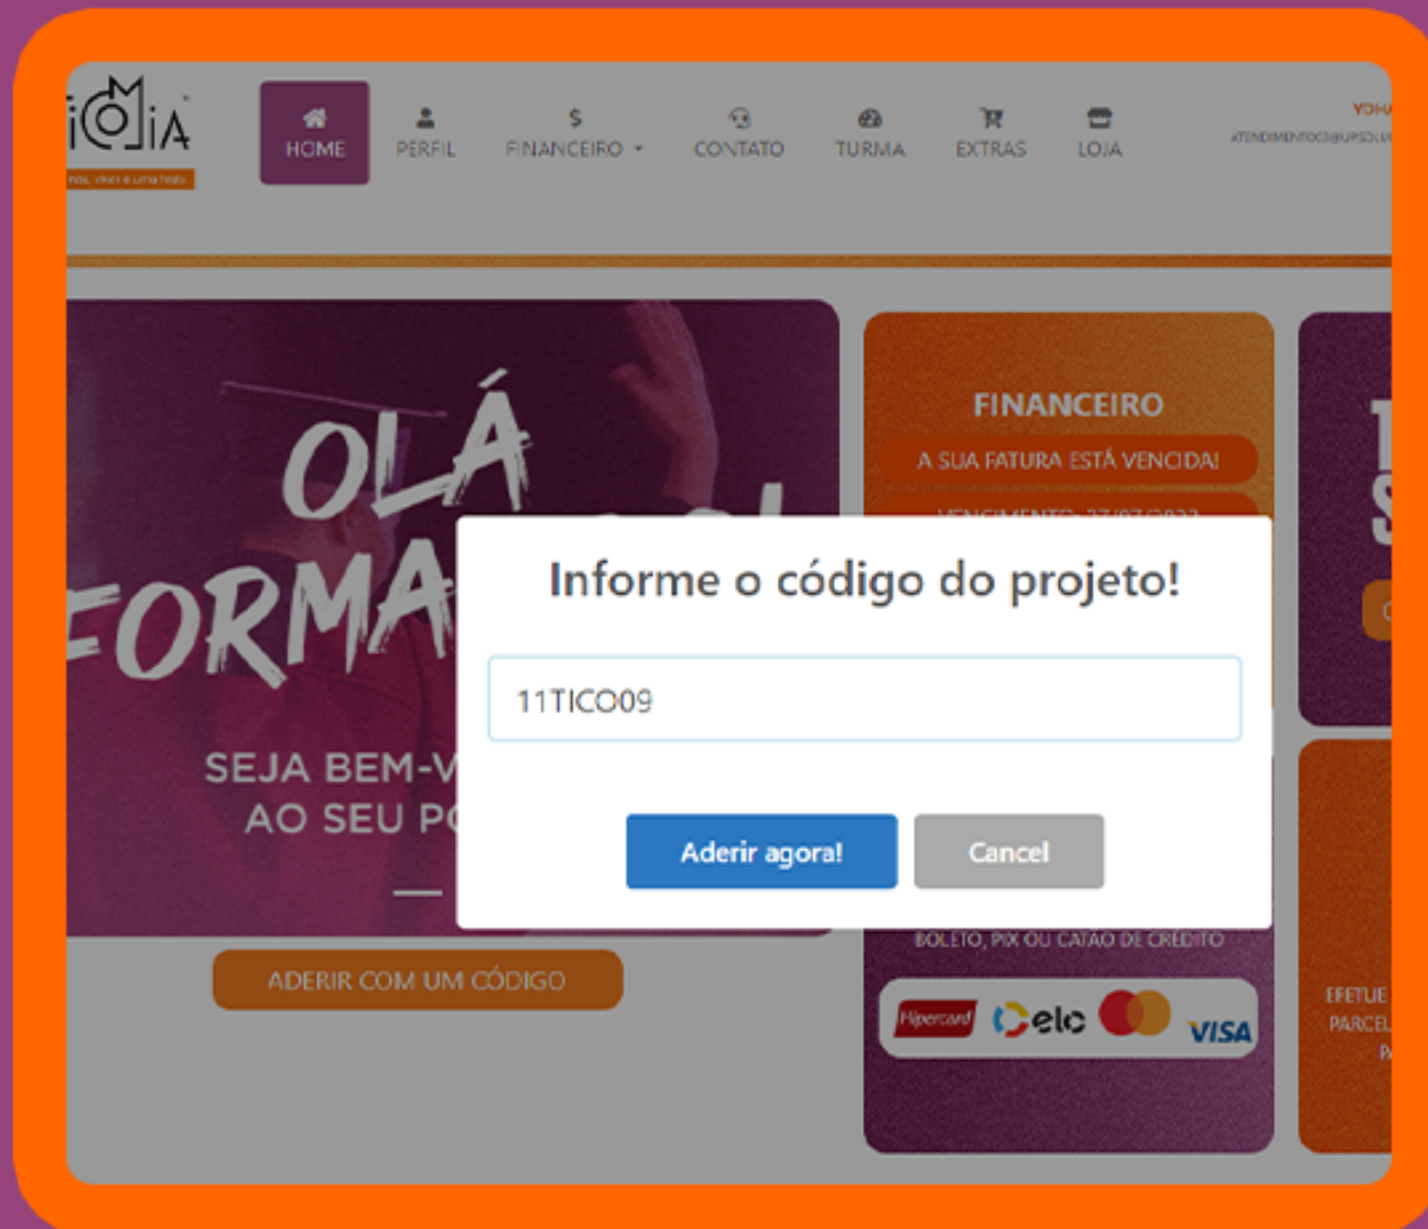 HOME
PERFIL
FINANCEIRO
CONTATO
TURMA
EXTRAS
LOJA
OLÁ
SEJA BEM-V
AO SEU PO
ADERIR COM UM CÓDIGO
FINANCEIRO
A SUA FATURA ESTÁ VENCIDA!
Informe o código do projeto!
11TICO09
Aderir agora!
Cancel
BOLETO, PIX OU CATÃO DE CRÉDITO
Hipercard
elo
VISA
EFETUE
PARCEL